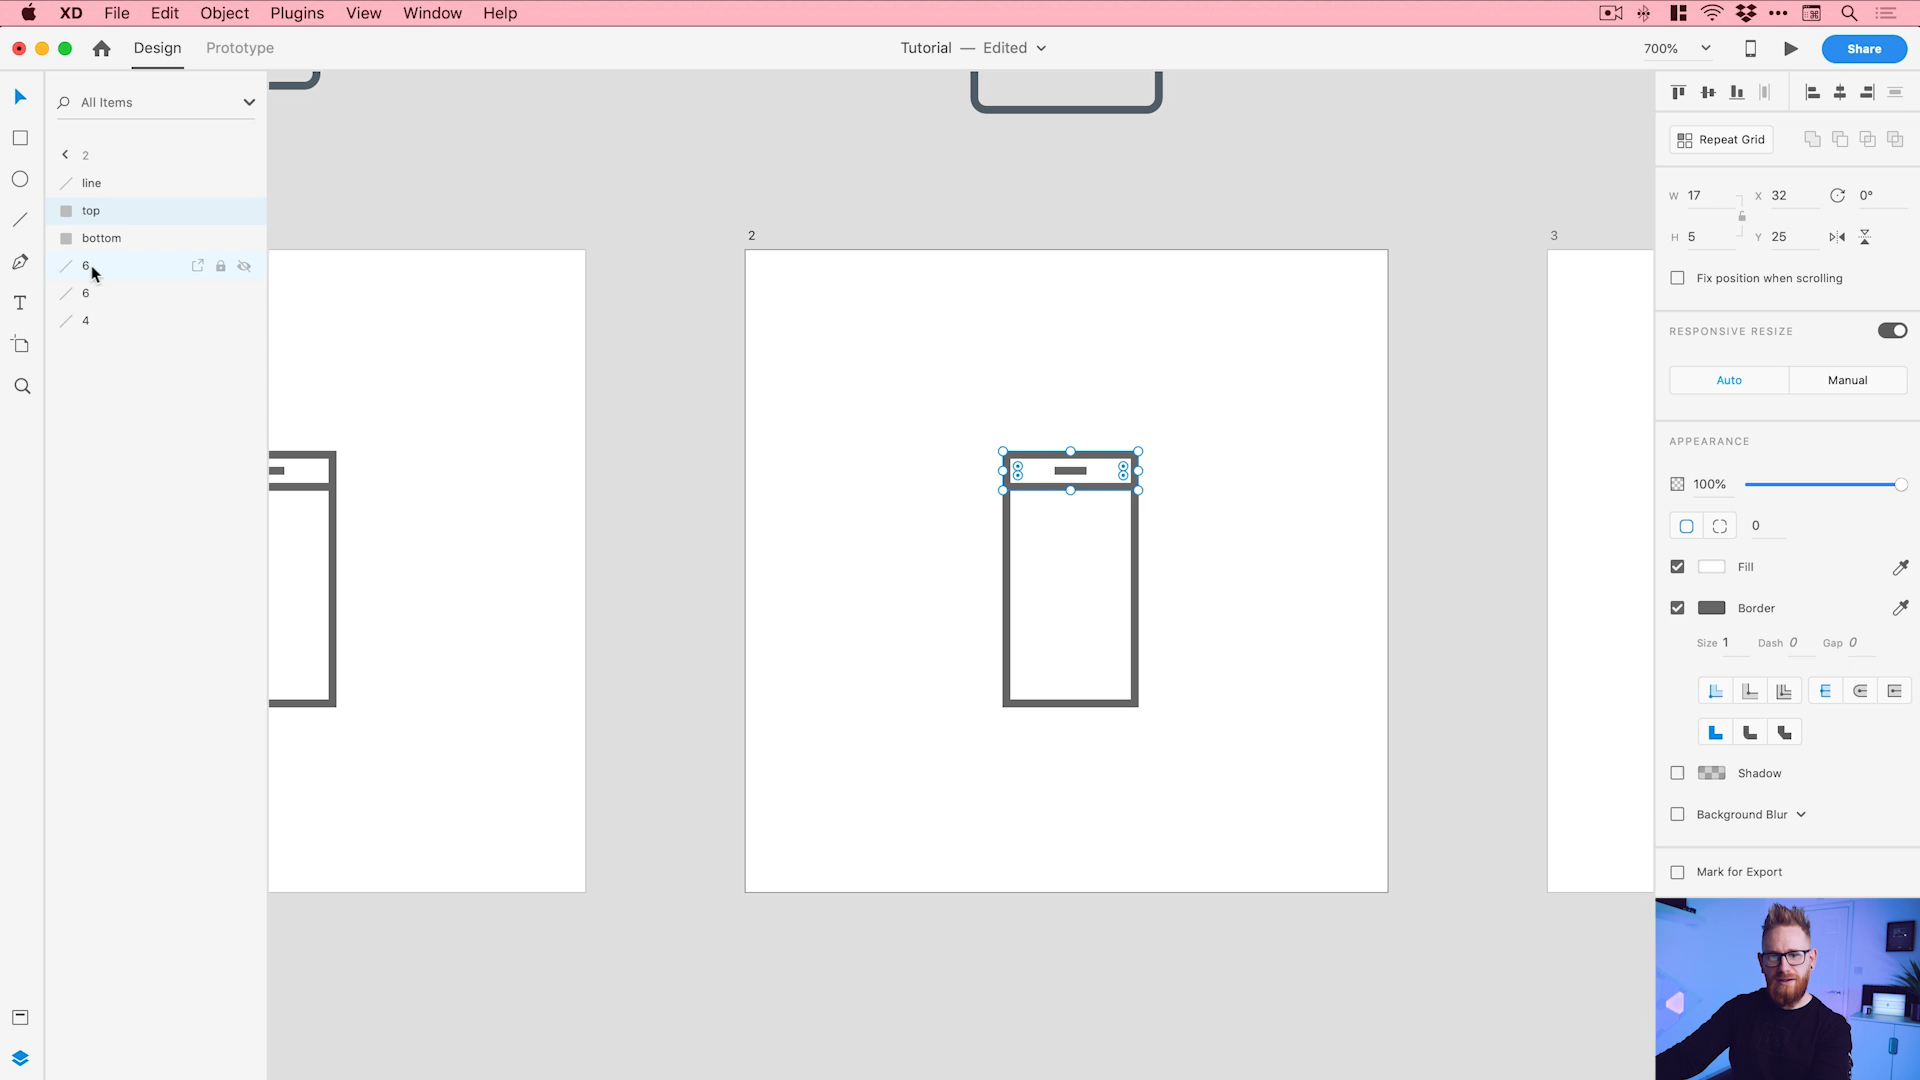 XD File Edit Object Plugins View Window Help
Design Prototype
Tutorial — Edited
700%
Share
All Items
2
line
top
bottom
6
6
4
2
3
Repeat Grid
W 17 X 32 0°
H 5 Y 25
Fix position when scrolling
RESPONSIVE RESIZE
Auto Manual
APPEARANCE
100%
0
Fill
Border
Size 1 Dash 0 Gap 0
Shadow
Background Blur
Mark for Export